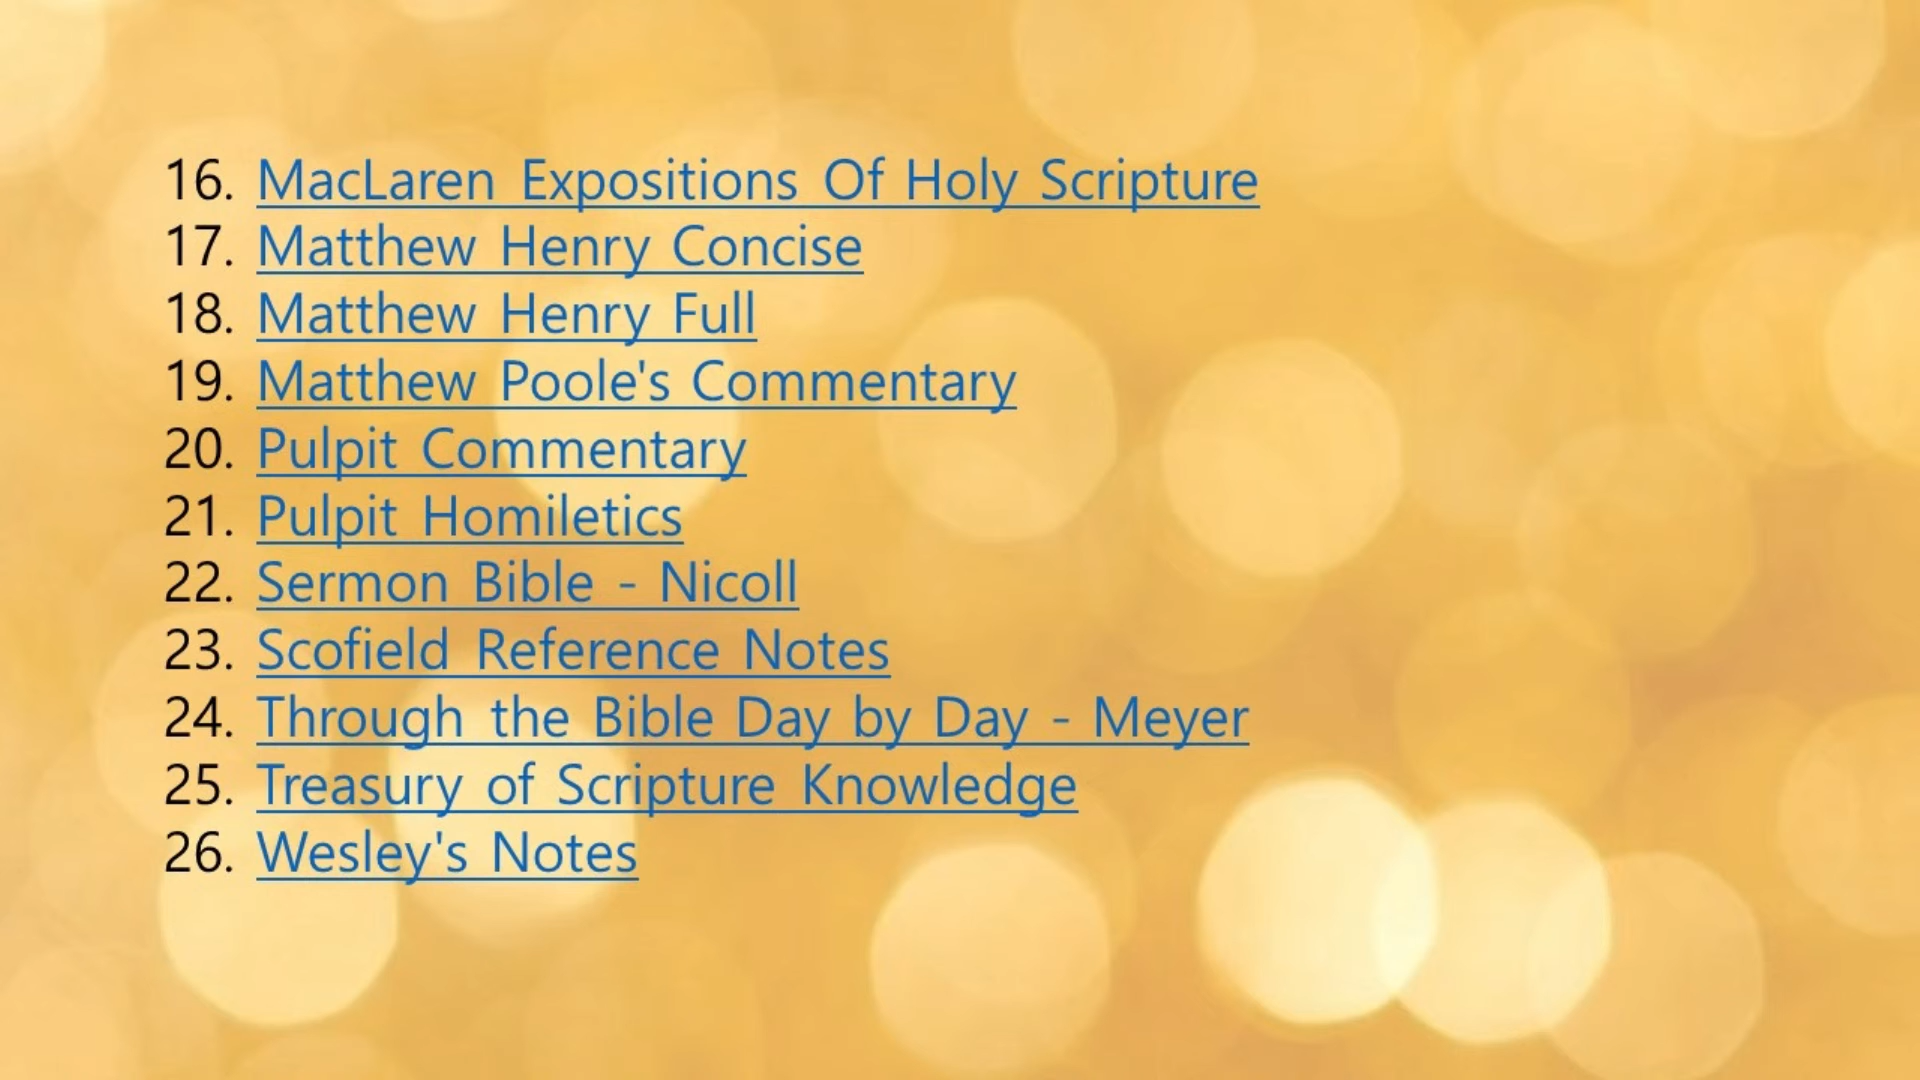 16. MacLaren Expositions Of Holy Scripture
17. Matthew Henry Concise
18. Matthew Henry Full
19. Matthew Poole's Commentary
20. Pulpit Commentary
21. Pulpit Homiletics
22. Sermon Bible - Nicoll
23. Scofield Reference Notes
24. Through the Bible Day by Day - Meyer
25. Treasury of Scripture Knowledge
26. Wesley's Notes